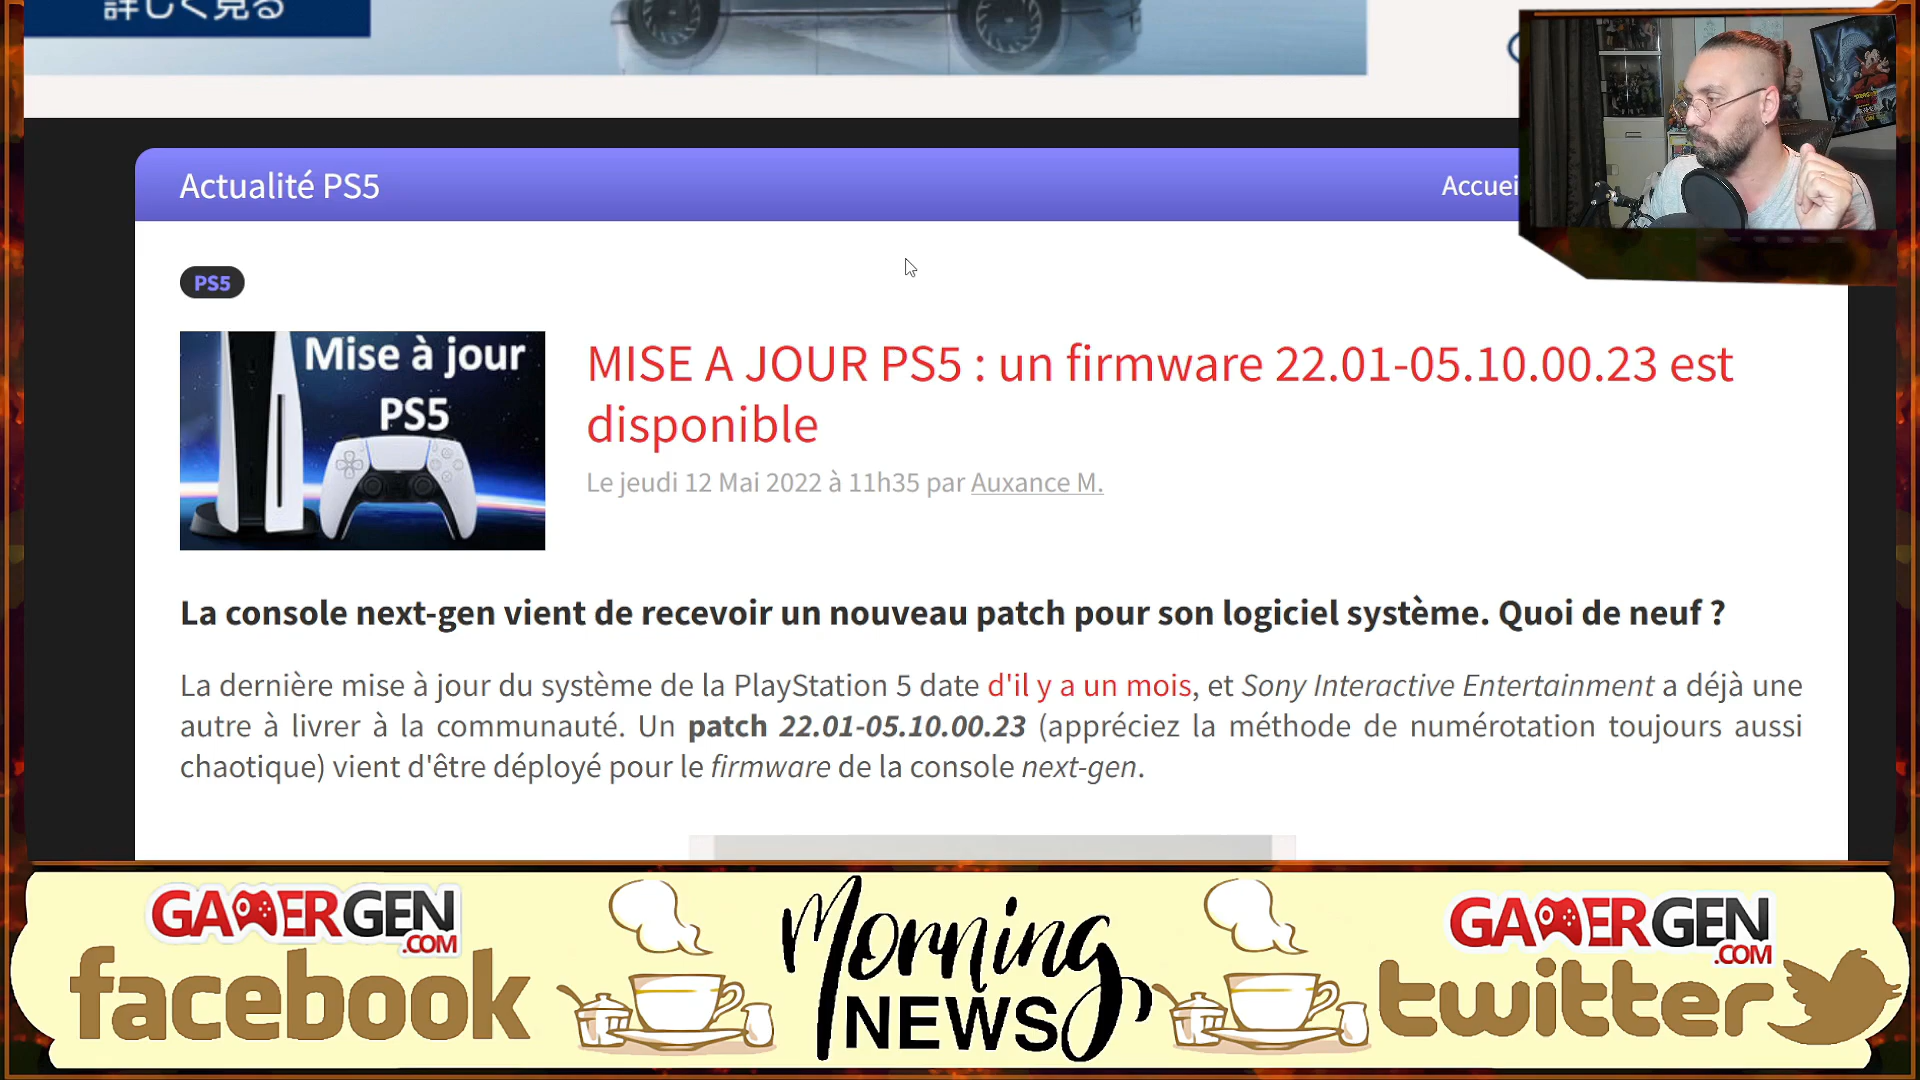 詳しく見る
Actualité PS5
Accuei
PS5
Mise à jour
PS5
MISE A JOUR PS5 : un firmware 22.01-05.10.00.23 est
disponible
Le jeudi 12 Mai 2022 à 11h35 par Auxance M.
La console next-gen vient de recevoir un nouveau patch pour son logiciel système. Quoi de neuf ?
La dernière mise à jour du système de la PlayStation 5 date d'il y a un mois, et Sony Interactive Entertainment a déjà une
autre à livrer à la communauté. Un patch 22.01-05.10.00.23 (appréciez la méthode de numérotation toujours aussi
chaotique) vient d'être déployé pour le firmware de la console next-gen.
GAMERGEN
.COM
facebook
Morning
NEWS
GAMERGEN
.COM
twitter